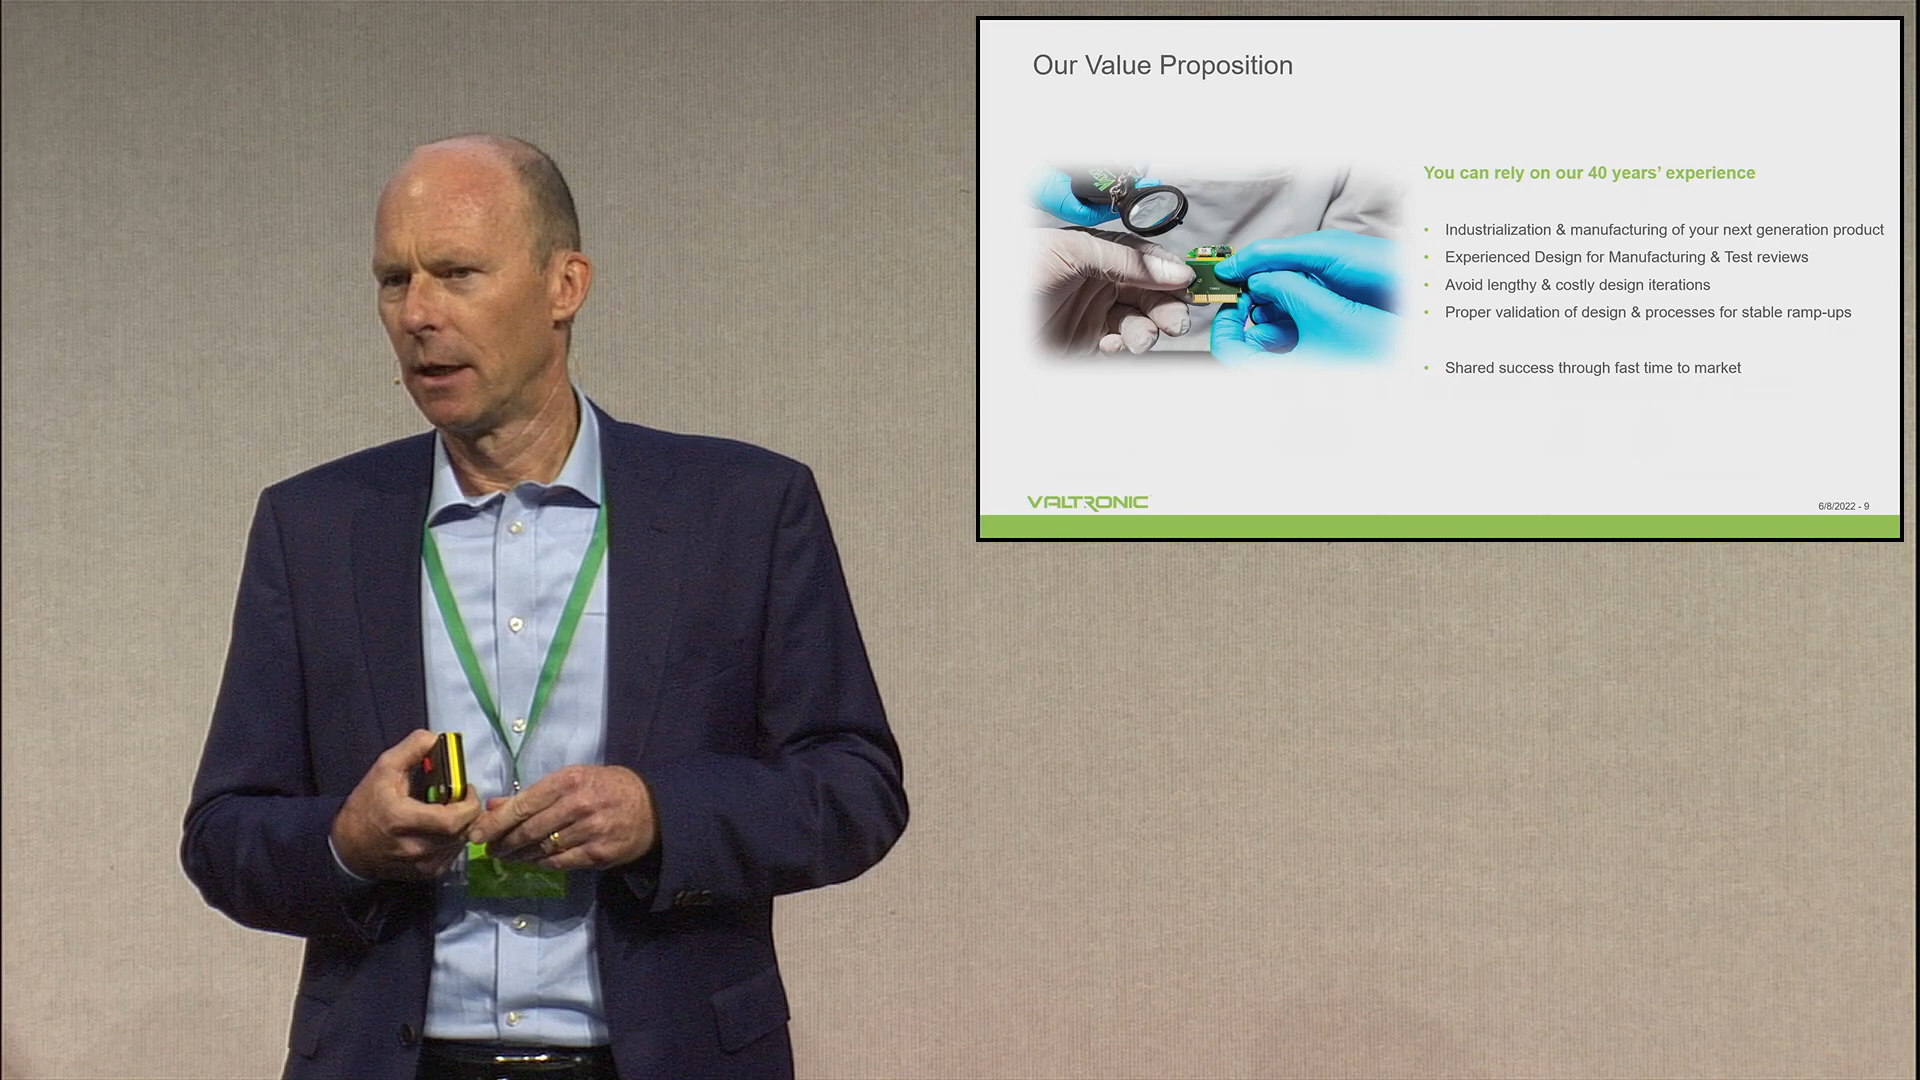 Our Value Proposition
You can rely on our 40 years’ experience
• Industrialization & manufacturing of your next generation product
• Experienced Design for Manufacturing & Test reviews
• Avoid lengthy & costly design iterations
• Proper validation of design & processes for stable ramp-ups
• Shared success through fast time to market
VALTRONIC
6/8/2022 - 9